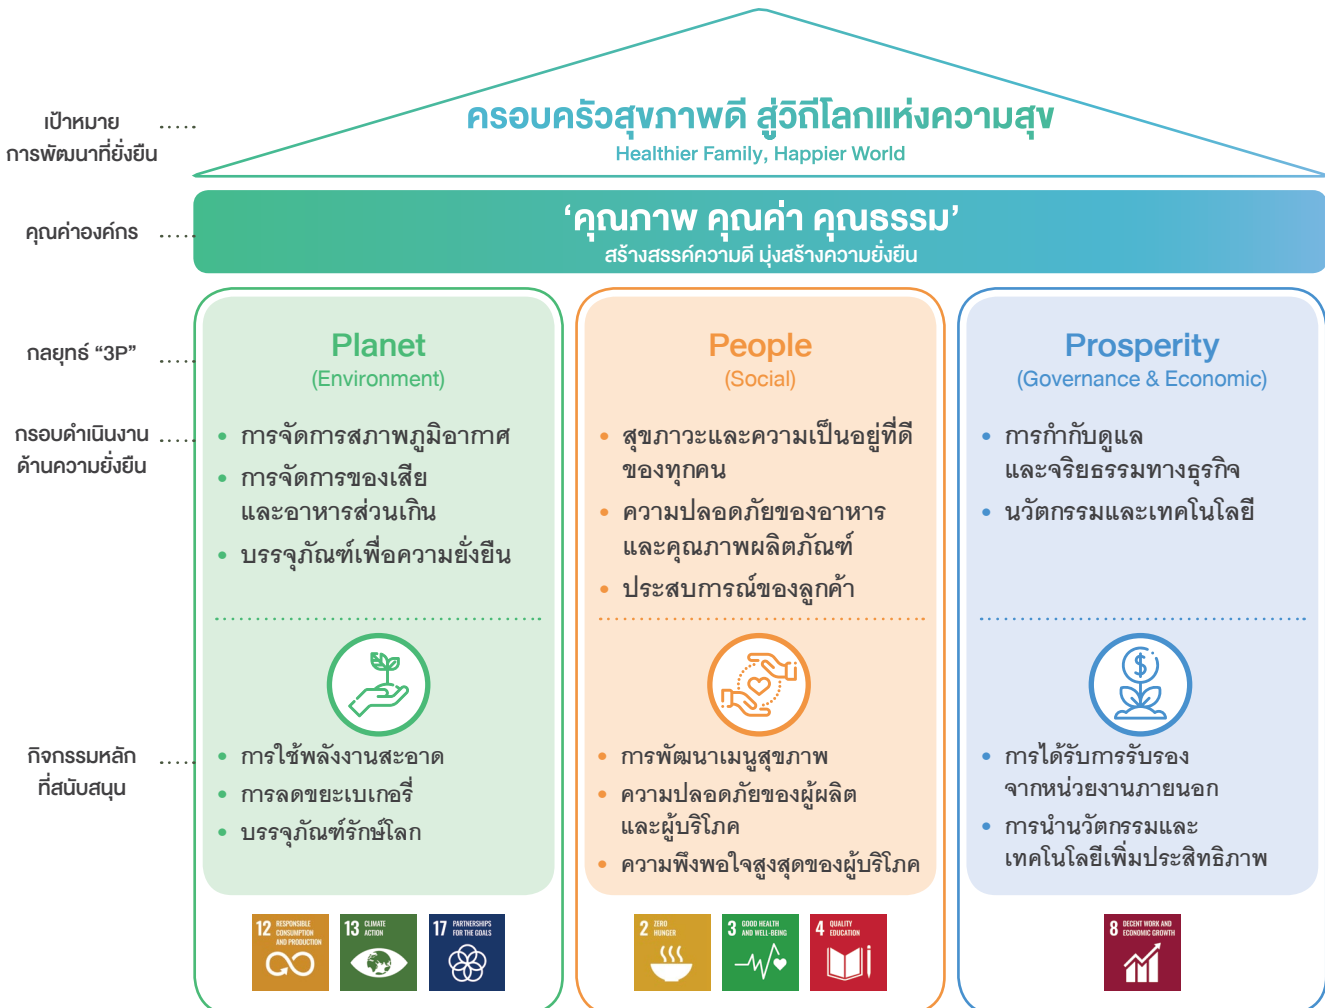 เป้าหมาย
การพัฒนาที่ยั่งยืน
ครอบครัวสุขภาพดี สู่วิถีโลกแห่งความสุข
Healthier Family, Happier World
คุณค่าองค์กร
‘คุณภาพ คุณค่า คุณธรรม’
สร้างสรรค์ความดี มุ่งสร้างความยั่งยืน
กลยุทธ์ “3P”
Planet
(Environment)
People
(Social)
Prosperity
(Governance & Economic)
กรอบดำเนินงาน
ด้านความยั่งยืน
• การจัดการสภาพภูมิอากาศ
• การจัดการของเสีย
และอาหารส่วนเกิน
• บรรจุภัณฑ์เพื่อความยั่งยืน
• สุขภาวะและความเป็นอยู่ที่ดี
ของทุกคน
• ความปลอดภัยของอาหาร
และคุณภาพผลิตภัณฑ์
• ประสบการณ์ของลูกค้า
• การกำกับดูแล
และจริยธรรมทางธุรกิจ
• นวัตกรรมและเทคโนโลยี
กิจกรรมหลัก
ที่สนับสนุน
• การใช้พลังงานสะอาด
• การลดขยะเบเกอรี่
• บรรจุภัณฑ์รักษ์โลก
• การพัฒนาเมนูสุขภาพ
• ความปลอดภัยของผู้ผลิต
และผู้บริโภค
• ความพึงพอใจสูงสุดของผู้บริโภค
$
• การได้รับการรับรอง
จากหน่วยงานภายนอก
• การนำนวัตกรรมและ
เทคโนโลยีเพิ่มประสิทธิภาพ
12 RESPONSIBLE
CONSUMPTION
AND PRODUCTION
13 CLIMATE
ACTION
17 PARTNERSHIPS
FOR THE GOALS
2 ZERO
HUNGER
3 GOOD HEALTH
AND WELL-BEING
4 QUALITY
EDUCATION
8 DECENT WORK AND
ECONOMIC GROWTH